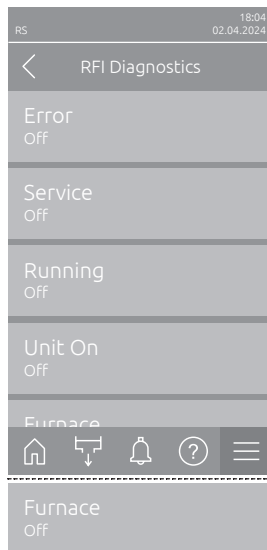 18:04
RS 02.04.2024
RFI Diagnostics
Error
Off
Service
Off
Running
Off
Unit On
Off
Furnace
?
Furnace
Off